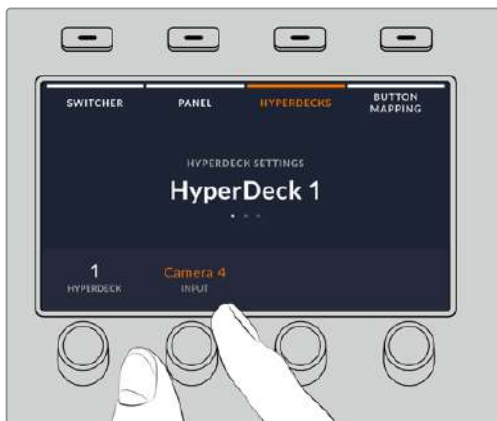 SWITCHER PANEL HYPERDECKS BUTTON MAPPING
HYPERDECK SETTINGS
HyperDeck 1
1 Camera 4
HYPERDECK INPUT